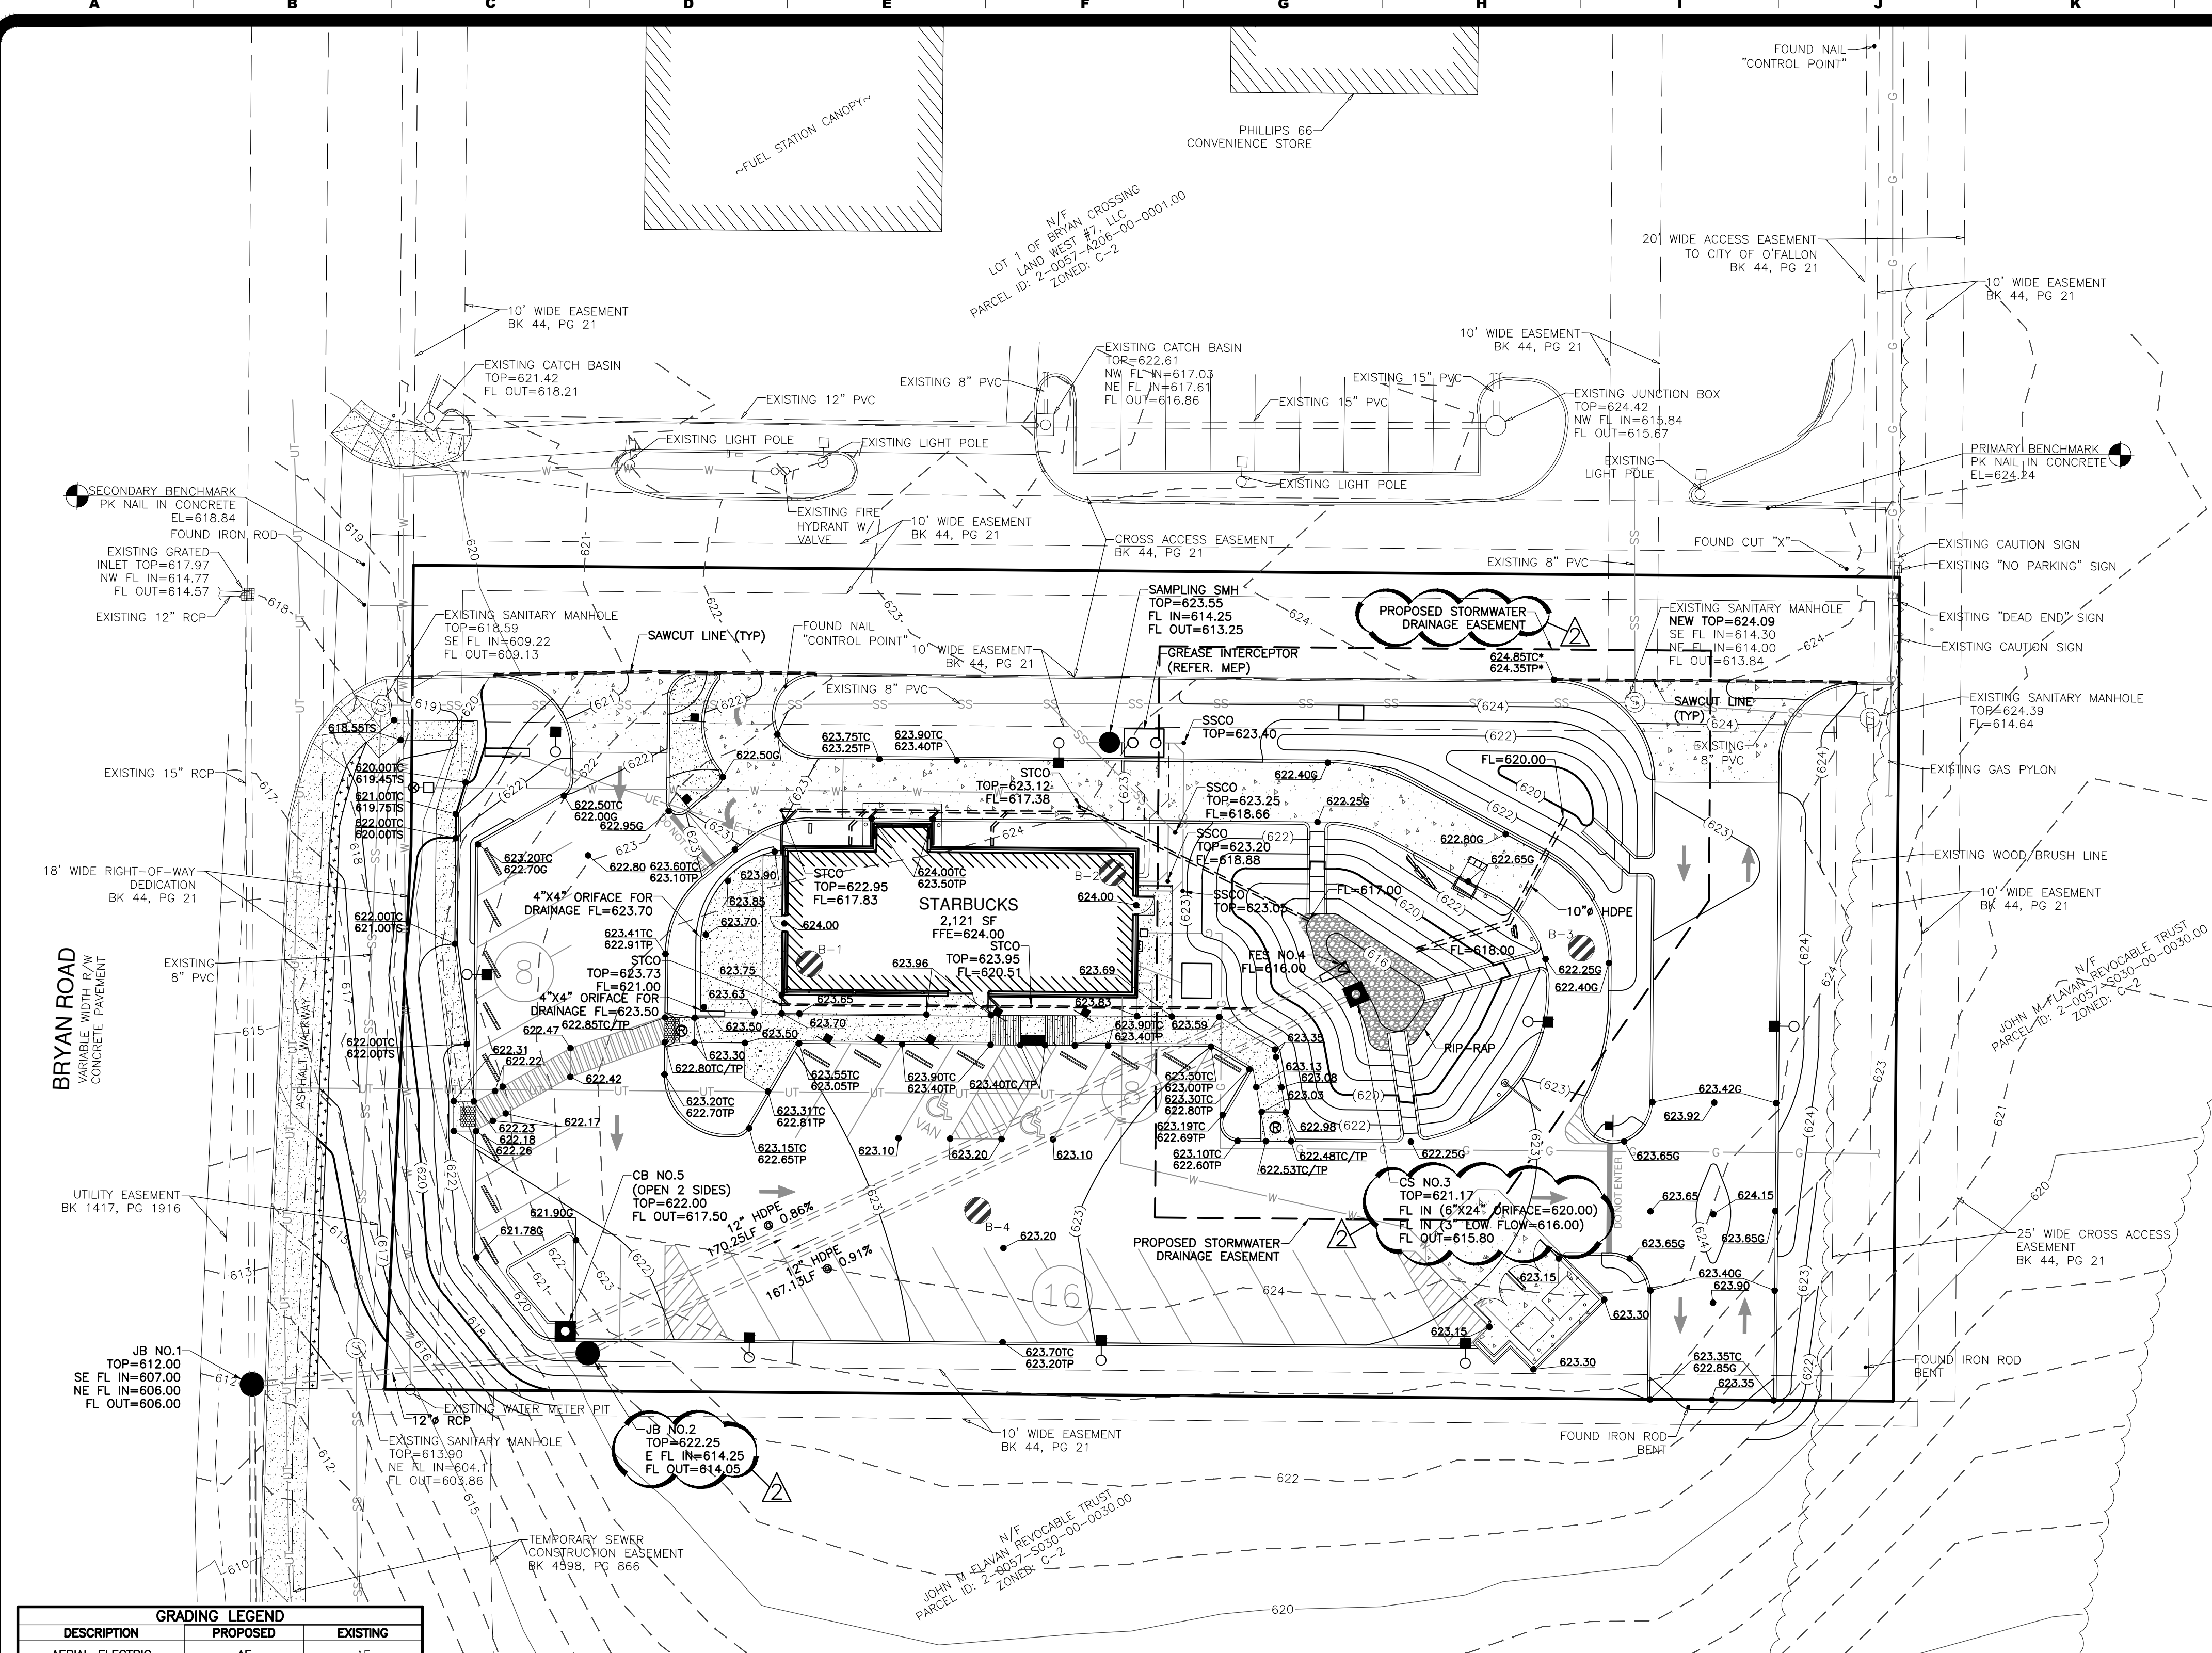 A B C D E F G H I J K
FOUND NAIL
"CONTROL POINT"
~FUEL STATION CANOPY~
PHILLIPS 66
CONVENIENCE STORE
N/F
LOT 1 OF BRYAN CROSSING
LAND WEST #7, LLC
PARCEL ID: 2-0057-A206-00-0001.00
ZONED: C-2
20' WIDE ACCESS EASEMENT
TO CITY OF O'FALLON
BK 44, PG 21
10' WIDE EASEMENT
BK 44, PG 21
10' WIDE EASEMENT
BK 44, PG 21
10' WIDE EASEMENT
BK 44, PG 21
EXISTING CATCH BASIN
TOP=621.42
FL OUT=618.21
EXISTING 12" PVC
EXISTING 8" PVC
EXISTING CATCH BASIN
TOP=622.61
NW FL IN=617.03
NE FL IN=617.61
FL OUT=616.86
EXISTING 15" PVC
EXISTING 15" PVC
EXISTING JUNCTION BOX
TOP=624.42
NW FL IN=615.84
FL OUT=615.67
EXISTING LIGHT POLE
EXISTING LIGHT POLE
EXISTING LIGHT POLE
EXISTING
LIGHT POLE
PRIMARY BENCHMARK
PK NAIL IN CONCRETE
EL=624.24
SECONDARY BENCHMARK
PK NAIL IN CONCRETE
EL=618.84
FOUND IRON ROD
EXISTING GRATED
INLET TOP=617.97
NW FL IN=614.77
FL OUT=614.57
EXISTING 12" RCP
EXISTING FIRE
HYDRANT W/
VALVE
10' WIDE EASEMENT
BK 44, PG 21
CROSS ACCESS EASEMENT
BK 44, PG 21
EXISTING 8" PVC
FOUND CUT "X"
EXISTING CAUTION SIGN
EXISTING "NO PARKING" SIGN
EXISTING "DEAD END" SIGN
EXISTING CAUTION SIGN
EXISTING SANITARY MANHOLE
TOP=618.59
SE FL IN=609.22
FL OUT=609.13
SAWCUT LINE (TYP)
FOUND NAIL
"CONTROL POINT"
10' WIDE EASEMENT
BK 44, PG 21
SAMPLING SMH
TOP=623.55
FL IN=614.25
FL OUT=613.25
GREASE INTERCEPTOR
(REFER. MEP)
PROPOSED STORMWATER
DRAINAGE EASEMENT
2
EXISTING SANITARY MANHOLE
NEW TOP=624.09
SE FL IN=614.30
NE FL IN=614.00
FL OUT=613.84
624.85TC*
624.35TP*
EXISTING SANITARY MANHOLE
TOP=624.39
FL=614.64
SAWCUT LINE
(TYP)
EXISTING
8" PVC
EXISTING GAS PYLON
EXISTING 8" PVC
EXISTING 15" RCP
618.55TS
620.00TC
619.45TS
621.00TC
619.75TS
622.00TC
620.00TS
623.75TC
623.25TP
623.90TC
623.40TP
SSCO
TOP=623.40
622.50G
622.50TC
622.00G
622.95G
STCO
TOP=623.12
FL=617.38
SSCO
TOP=623.25
FL=618.66
622.40G
622.25G
FL=620.00
622.80G
622.65G
18' WIDE RIGHT-OF-WAY
DEDICATION
BK 44, PG 21
623.20TC
622.70G
622.80
623.60TC
623.10TP
623.90
623.85
623.70
STCO
TOP=622.95
FL=617.83
624.00TC
623.50TP
SSCO
TOP=623.20
FL=618.88
SSCO
TOP=623.05
FL=617.00
EXISTING WOOD BRUSH LINE
10' WIDE EASEMENT
BK 44, PG 21
4"X4" ORIFACE FOR
DRAINAGE FL=623.70
STARBUCKS
2,121 SF
FFE=624.00
B-1
B-2
B-3
B-4
624.00
624.00
10"ø HDPE
FL=618.00
622.00TC
621.00TS
623.41TC
622.91TP
STCO
TOP=623.73
FL=621.00
4"X4" ORIFACE FOR
DRAINAGE FL=623.50
STCO
TOP=623.95
FL=620.51
FES NO.4
FL=616.00
622.25G
622.40G
BRYAN ROAD
VARIABLE WIDTH R/W
CONCRETE PAVEMENT
EXISTING
8" PVC
ASPHALT WALKWAY
623.75
623.96
623.69
623.63
623.65
623.83
623.50
623.50
623.70
623.30
623.59
622.00TC
622.00TS
622.47
622.85TC/TP
622.31
622.22
622.42
622.80TC/TP
623.55TC
623.05TP
623.90TC
623.40TP
623.40TC/TP
623.90TC
623.40TP
623.35
623.13
623.08
623.03
RIP-RAP
623.50TC
623.00TP
623.30TC
622.80TP
623.19TC
622.69TP
623.10TC
622.60TP
622.98
622.48TC/TP
622.53TC/TP
622.25G
623.42G
623.92
623.65G
622.17
622.23
622.18
622.26
623.20TC
622.70TP
623.31TC
622.81TP
623.15TC
622.65TP
VAN
623.10
623.20
623.10
8
8
16
N/F
JOHN M FLAVAN REVOCABLE TRUST
PARCEL ID: 2-0057-S030-00-0030.00
ZONED: C-2
UTILITY EASEMENT
BK 1417, PG 1916
CB NO.5
(OPEN 2 SIDES)
TOP=622.00
FL OUT=617.50
621.90G
621.78G
12" HDPE
170.25LF @ 0.86%
12" HDPE
167.13LF @ 0.91%
623.20
PROPOSED STORMWATER
DRAINAGE EASEMENT
2
CS NO.3
TOP=621.17
FL IN (6"X24" ORIFACE=620.00)
FL IN (3" LOW FLOW=616.00)
FL OUT=615.80
DO NOT ENTER
623.65
624.15
623.65G
623.65G
623.40G
623.90
25' WIDE CROSS ACCESS
EASEMENT
BK 44, PG 21
623.15
623.30
623.15
623.30
623.70TC
623.20TP
623.35TC
622.85G
623.35
FOUND IRON ROD
BENT
FOUND IRON ROD
BENT
JB NO.1
TOP=612.00
SE FL IN=607.00
NE FL IN=606.00
FL OUT=606.00
EXISTING WATER METER PIT
12"ø RCP
EXISTING SANITARY MANHOLE
TOP=613.90
NE FL IN=604.11
FL OUT=603.86
JB NO.2
TOP=622.25
E FL IN=614.25
FL OUT=614.05
2
10' WIDE EASEMENT
BK 44, PG 21
TEMPORARY SEWER
CONSTRUCTION EASEMENT
BK 4598, PG 866
N/F
JOHN M FLAVAN REVOCABLE TRUST
PARCEL ID: 2-0057-S030-00-0030.00
ZONED: C-2
622
620
GRADING LEGEND
DESCRIPTION PROPOSED EXISTING
AERIAL ELECTRIC AE AE